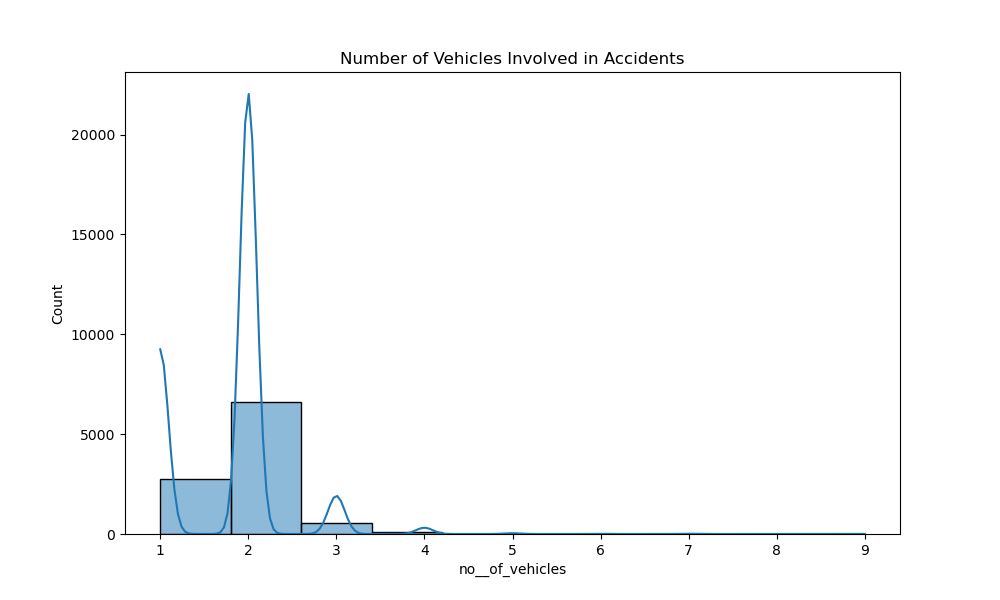 Number of Vehicles Involved in Accidents
20000
15000
10000
5000
0
Count
1 2 3 4 5 6 7 8 9
no__of_vehicles